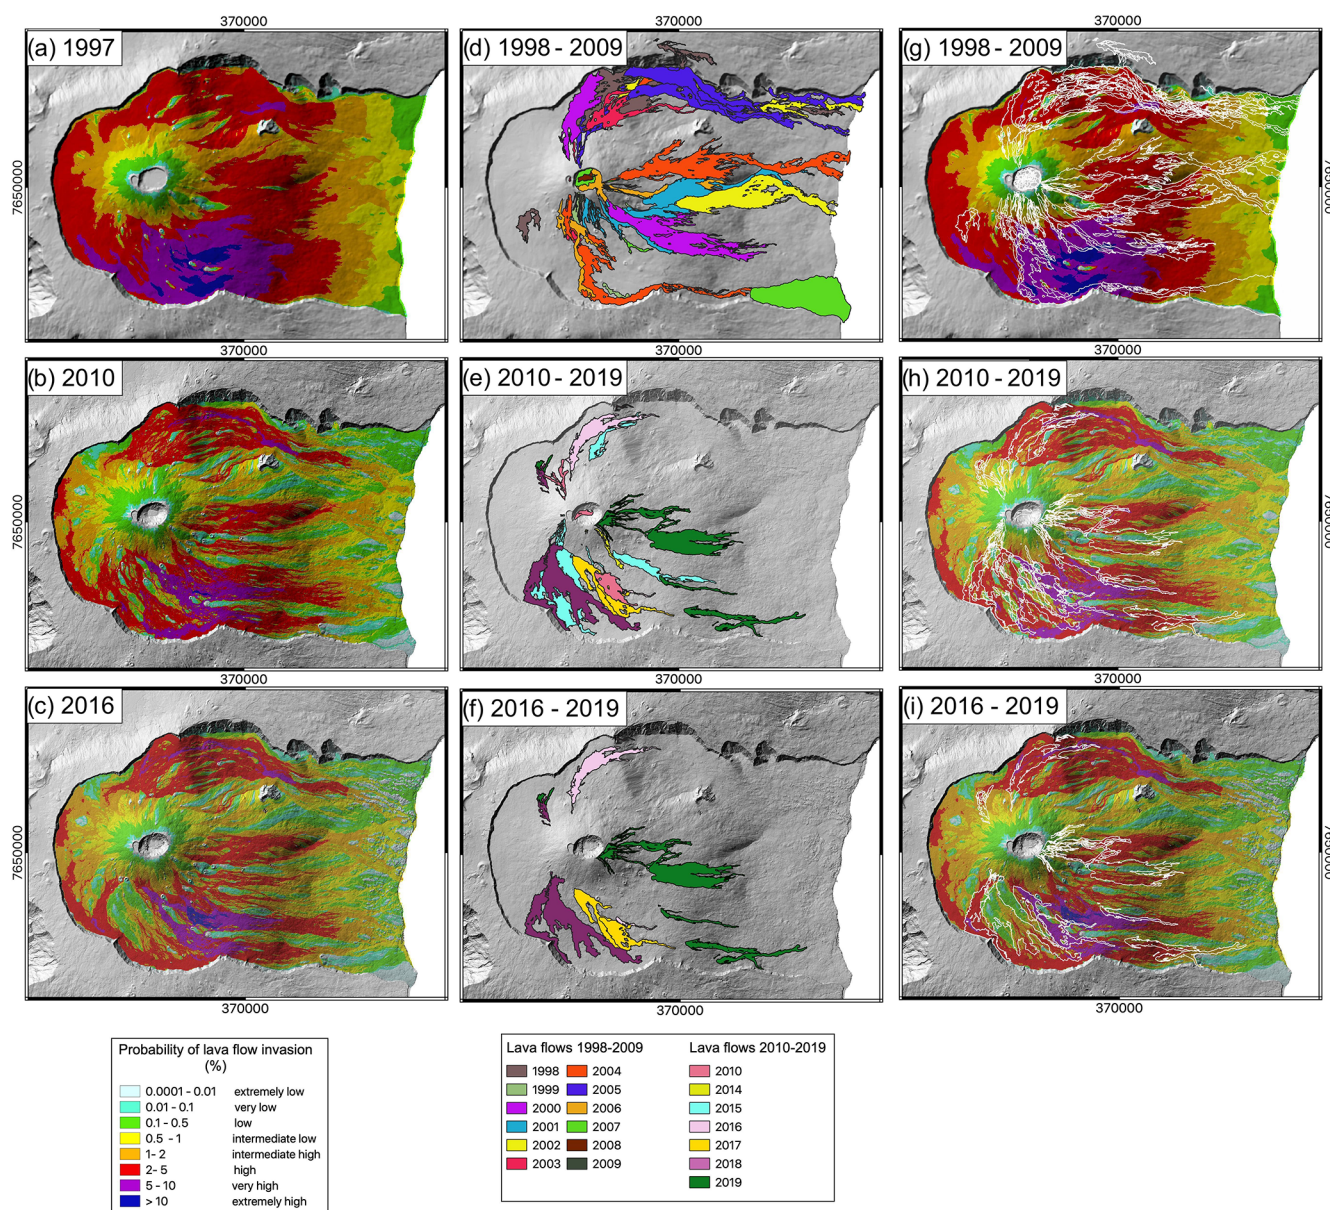 370000
370000
370000
(a) 1997
(d) 1998 - 2009
(g) 1998 - 2009
7650000
7650000
370000
370000
370000
(b) 2010
(e) 2010 - 2019
(h) 2010 - 2019
7650000
7650000
370000
370000
370000
(c) 2016
(f) 2016 - 2019
(i) 2016 - 2019
7650000
7650000
370000
370000
370000
Probability of lava flow invasion
(%)
0.0001 - 0.01 extremely low
0.01 - 0.1 very low
0.1 - 0.5 low
0.5 - 1 intermediate low
1- 2 intermediate high
2- 5 high
5 - 10 very high
> 10 extremely high
Lava flows 1998-2009
1998
1999
2000
2001
2002
2003
2004
2005
2006
2007
2008
2009
Lava flows 2010-2019
2010
2014
2015
2016
2017
2018
2019